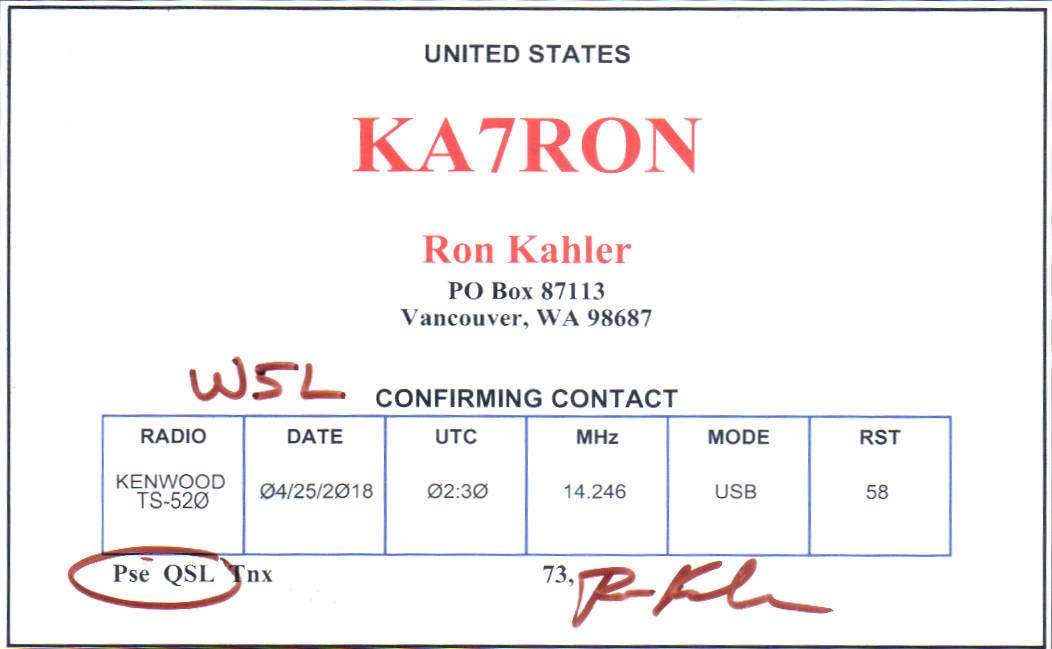 UNITED STATES
KA7RON
Ron Kahler
PO Box 87113
Vancouver, WA 98687
W5L
CONFIRMING CONTACT
RADIO DATE UTC MHz MODE RST
KENWOOD TS-52Ø Ø4/25/2Ø18 Ø2:3Ø 14.246 USB 58
Pse QSL Tnx 73,